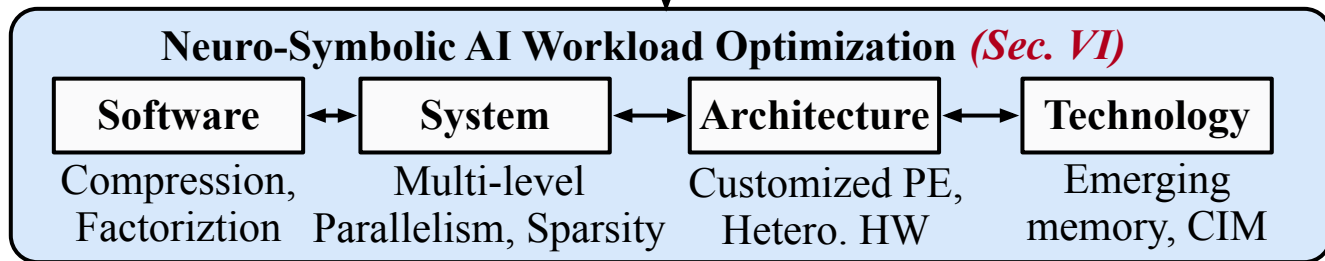 Neuro-Symbolic AI Workload Optimization (Sec. VI)
Software System Architecture Technology
Compression, Multi-level Customized PE, Emerging
Factoriztion Parallelism, Sparsity Hetero. HW memory, CIM